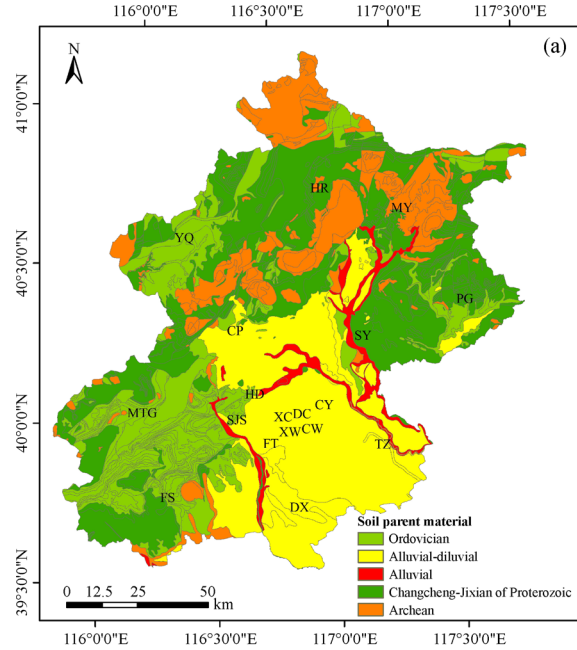 116°0'0"E 116°30'0"E 117°0'0"E 117°30'0"E
(a)
N
41°0'0"N
HR
MY
YQ
40°30'0"N
PG
CP
SY
HD
MTG
CY
XC DC
SJS
40°0'0"N
XW CW
FT
TZ
FS
DX
Soil parent material
Ordovician
Alluvial-diluvial
Alluvial
Changcheng-Jixian of Proterozoic
Archean
0 12.5 25 50
km
39°30'0"N
116°0'0"E 116°30'0"E 117°0'0"E 117°30'0"E